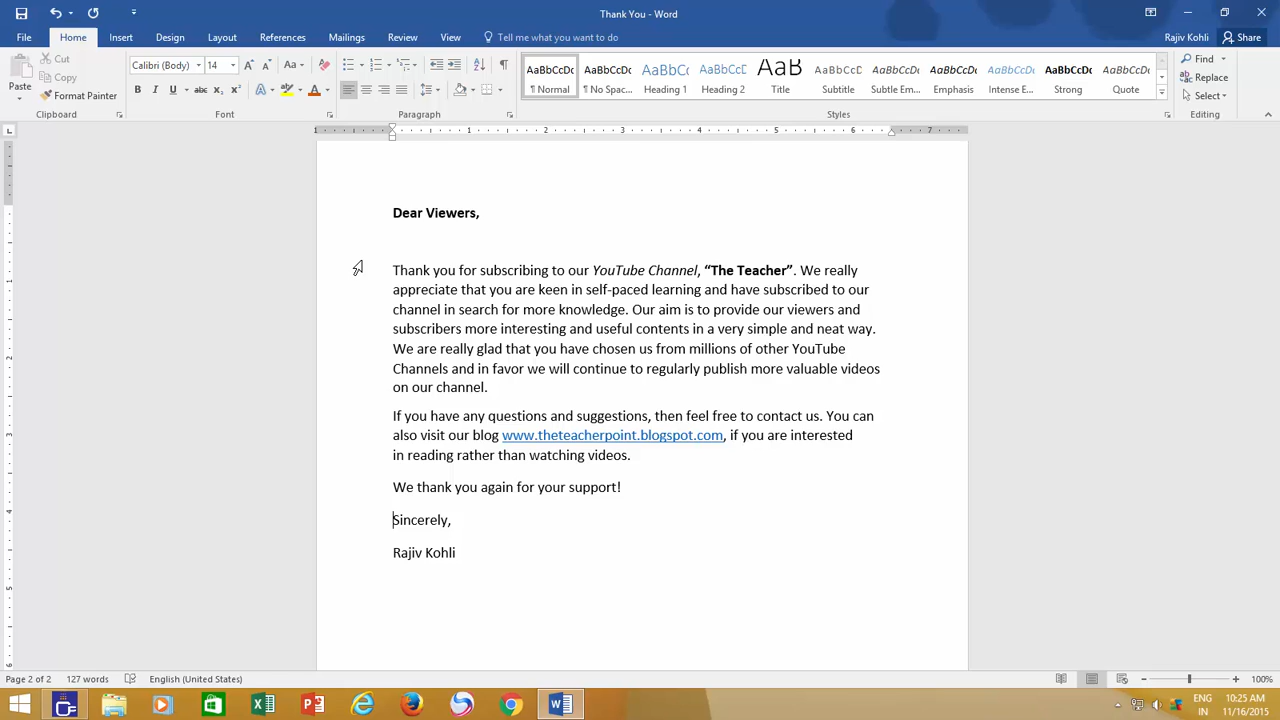 Thank You - Word
File Home Insert Design Layout References Mailings Review View Tell me what you want to do Rajiv Kohli Share
Cut
Copy
Paste
Format Painter
Clipboard
Calibri (Body) 14
Font
Paragraph
AaBbCcDc AaBbCcDc AaBbCc AaBbCcD AaB AaBbCcD AaBbCcDc AaBbCcDc AaBbCcDc AaBbCcDc AaBbCcDc
¶ Normal ¶ No Spac... Heading 1 Heading 2 Title Subtitle Subtle Em... Emphasis Intense E... Strong Quote
Styles
Find
Replace
Select
Editing
1 1 2 3 4 5 6 7
Dear Viewers,
Thank you for subscribing to our YouTube Channel, “The Teacher”. We really
appreciate that you are keen in self-paced learning and have subscribed to our
channel in search for more knowledge. Our aim is to provide our viewers and
subscribers more interesting and useful contents in a very simple and neat way.
We are really glad that you have chosen us from millions of other YouTube
Channels and in favor we will continue to regularly publish more valuable videos
on our channel.
If you have any questions and suggestions, then feel free to contact us. You can
also visit our blog www.theteacherpoint.blogspot.com, if you are interested
in reading rather than watching videos.
We thank you again for your support!
Sincerely,
Rajiv Kohli
Page 2 of 2 127 words English (United States) 100%
ENG 10:25 AM
IN 11/16/2015